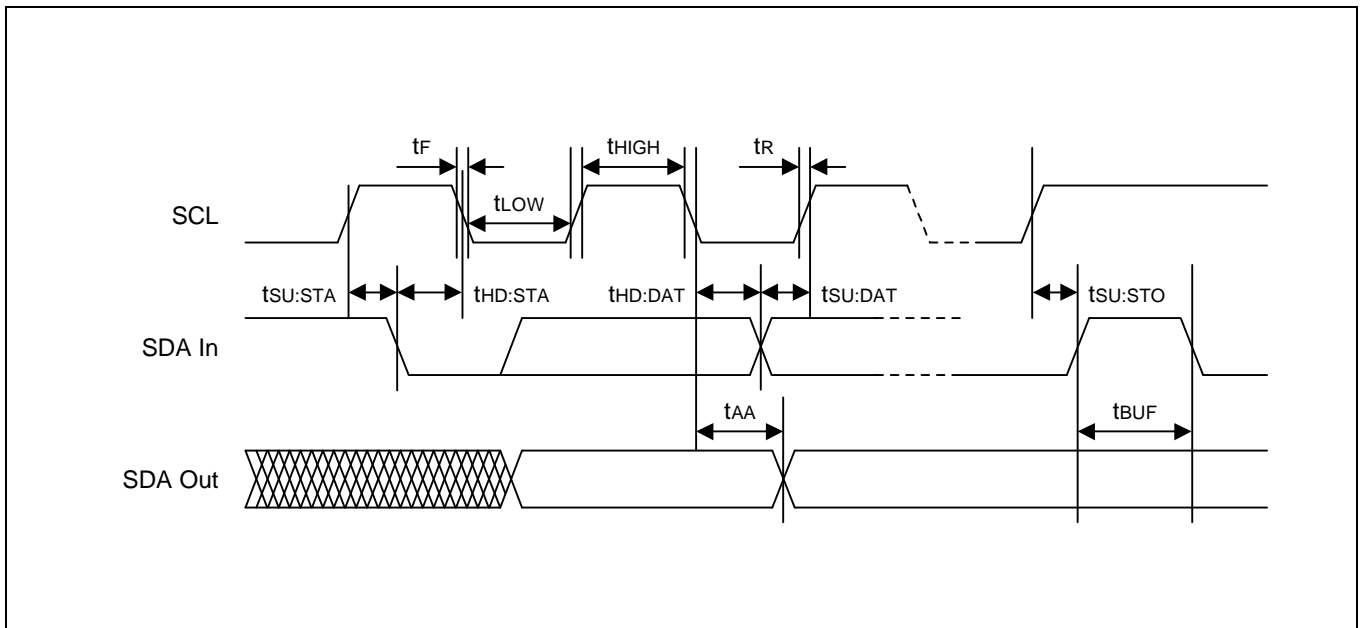 tF
tHIGH
tR
SCL
tLOW
tSU:STA
tHD:STA
tHD:DAT
tSU:DAT
tSU:STO
SDA In
tAA
tBUF
SDA Out